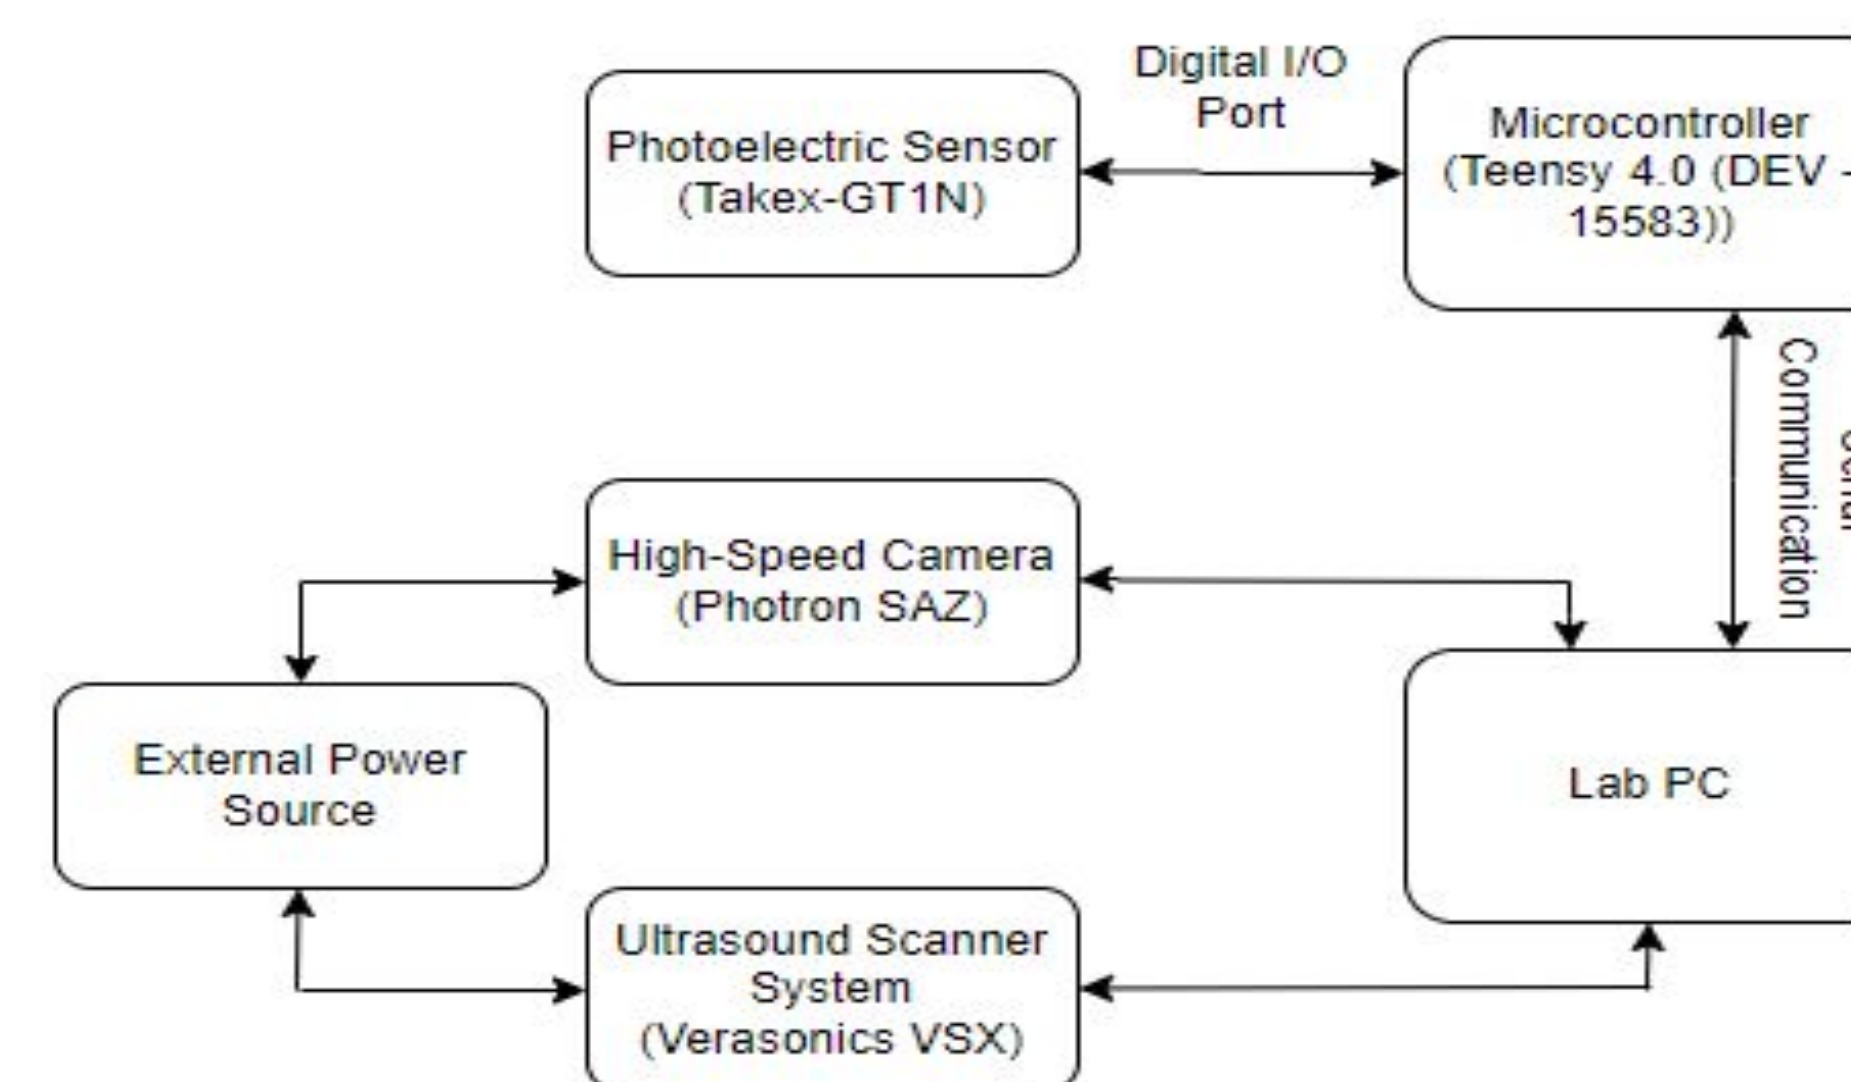 Digital I/O
Port
Photoelectric Sensor
(Takex-GT1N)
Microcontroller
(Teensy 4.0 (DEV -
15583))
Communication
High-Speed Camera
(Photron SAZ)
External Power
Source
Lab PC
Ultrasound Scanner
System
(Verasonics VSX)